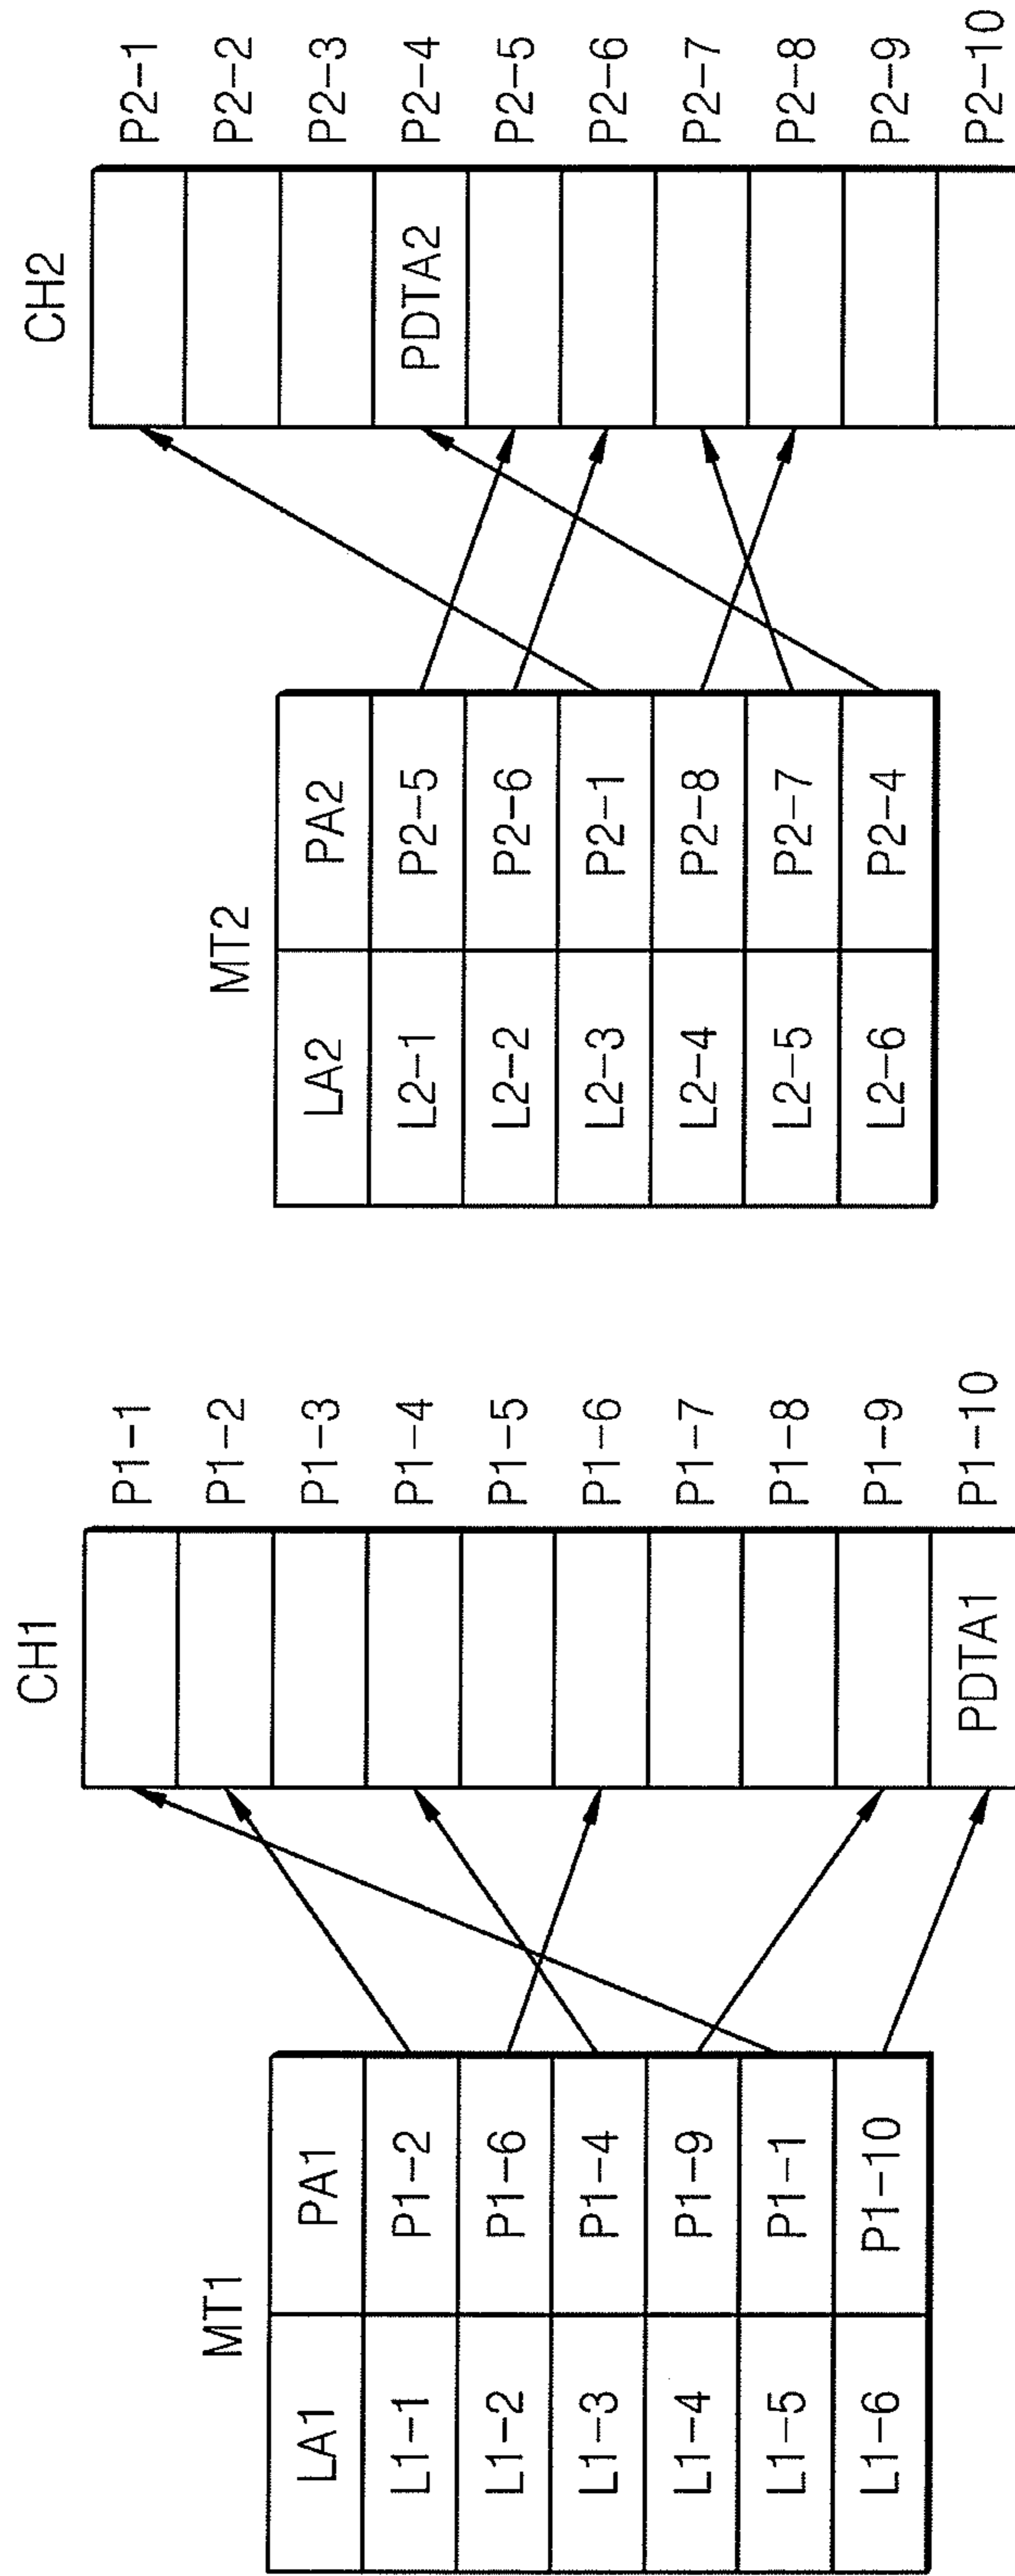 MT1
LA1 PA1
L1-1 P1-2
L1-2 P1-6
L1-3 P1-4
L1-4 P1-9
L1-5 P1-1
L1-6 P1-10
CH1
P1-1
P1-2
P1-3
P1-4
P1-5
P1-6
P1-7
P1-8
P1-9
PDTA1 P1-10
MT2
LA2 PA2
L2-1 P2-5
L2-2 P2-6
L2-3 P2-1
L2-4 P2-8
L2-5 P2-7
L2-6 P2-4
CH2
P2-1
P2-2
P2-3
PDTA2 P2-4
P2-5
P2-6
P2-7
P2-8
P2-9
P2-10